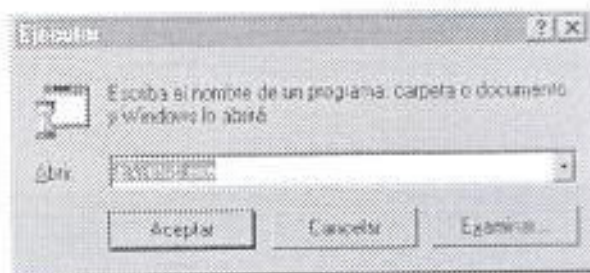 Ejecutar
Escriba el nombre de un programa, carpeta o documento
y Windows lo abrirá.
Abrir:
Aceptar
Cancelar
Examinar...